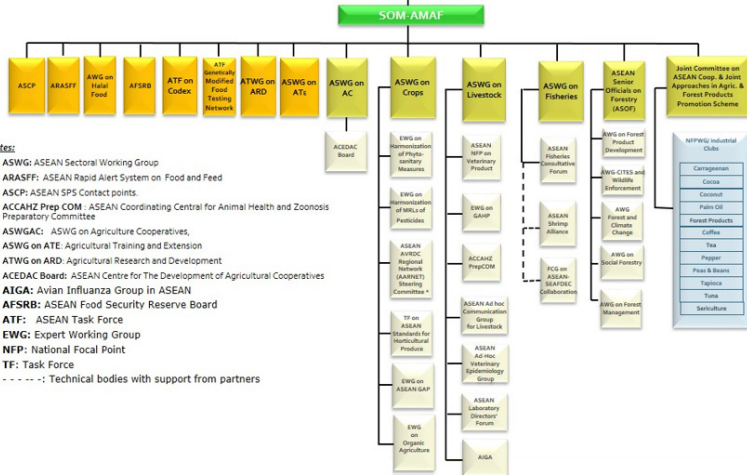 SOM-AMAF
ASCP
ARASFF
AWG on
Halal
Food
AFSRB
ATF on
Codex
ATF
Genetically
Modified
Food
Testing
Network
ATWG on
ARD
ASWG on
ATs
ASWG on
AC
ASWG on
Crops
ASWG on
Livestock
ASWG on
Fisheries
ASEAN
Senior
Officials on
Forestry
(ASOF)
Joint Committee on
ASEAN Coop. & Joint
Approaches in Agric. &
Forest Products
Promotion Scheme
ACEDAC
Board
EWG on
Harmonization
of Phyto-
sanitary
Measures
EWG on
Harmonization
of MRLs of
Pesticides
ASEAN
AVRDC
Regional
Network
(AARNET)
Steering
Committee *
TF on
ASEAN
Standards for
Horticultural
Produce
EWG on
ASEAN GAP
EWG
on
Organic
Agriculture
ASEAN
NFP on
Veterinary
Product
EWG on
GAHP
ACCAHZ
PrepCOM
ASEAN Ad hoc
Communication
Group
for Livestock
ASEAN
Ad-Hoc
Veterinary
Epidemiology
Group
ASEAN
Laboratory
Directors'
Forum
AIGA
ASEAN
Fisheries
Consultative
Forum
ASEAN
Shrimp
Alliance
FCG on
ASEAN-
SEAFDEC
Collaboration
AWG on Forest
Product
Development
AWG-CITES and
Wildlife
Enforcement
AWG
Forest and
Climate
Change
AWG on
Social Forestry
AWG on Forest
Management
NFPWG/ Industrial
Clubs
Carrageenan
Cocoa
Coconut
Palm Oil
Forest Products
Coffea
Tea
Pepper
Peas & Beans
Tapioca
Tuna
Sericulture
tes:
ASWG: ASEAN Sectoral Working Group
ARASFF: ASEAN Rapid Alert System on Food and Feed
ASCP: ASEAN SPS Contact points.
ACCAHZ Prep COM : ASEAN Coordinating Central for Animal Health and Zoonosis
Preparatory Committee
ASWGAC: ASWG on Agriculture Cooperatives,
ASWG on ATE: Agricultural Training and Extension
ATWG on ARD: Agricultural Research and Development
ACEDAC Board: ASEAN Centre for The Development of Agricultural Cooperatives
AIGA: Avian Influanza Group in ASEAN
AFSRB: ASEAN Food Security Reserve Board
ATF: ASEAN Task Force
EWG: Expert Working Group
NFP: National Focal Point
TF: Task Force
- - - -- -: Technical bodies with support from partners